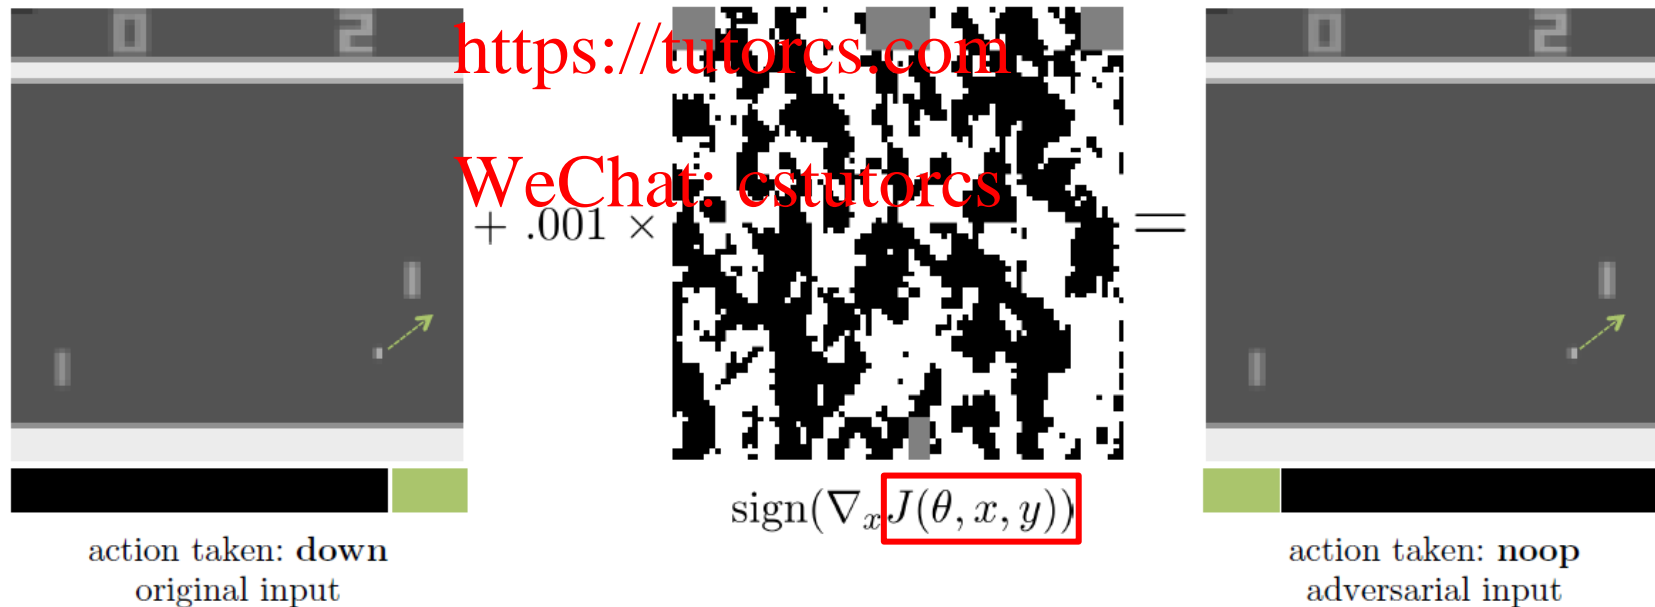 0 2
https://tutorcs.com
0 2
WeChat: cstutorcs
+ .001 ×
=
sign(∇ₓJ(θ, x, y))
action taken: down
original input
action taken: noop
adversarial input